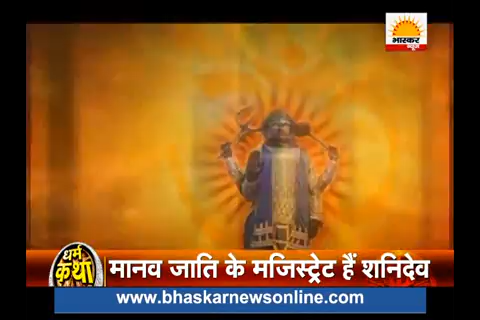 भास्कर
न्यूज़
धर्म
कथा
मानव जाति के मजिस्ट्रेट हैं शनिदेव
www.bhaskarnewsonline.com